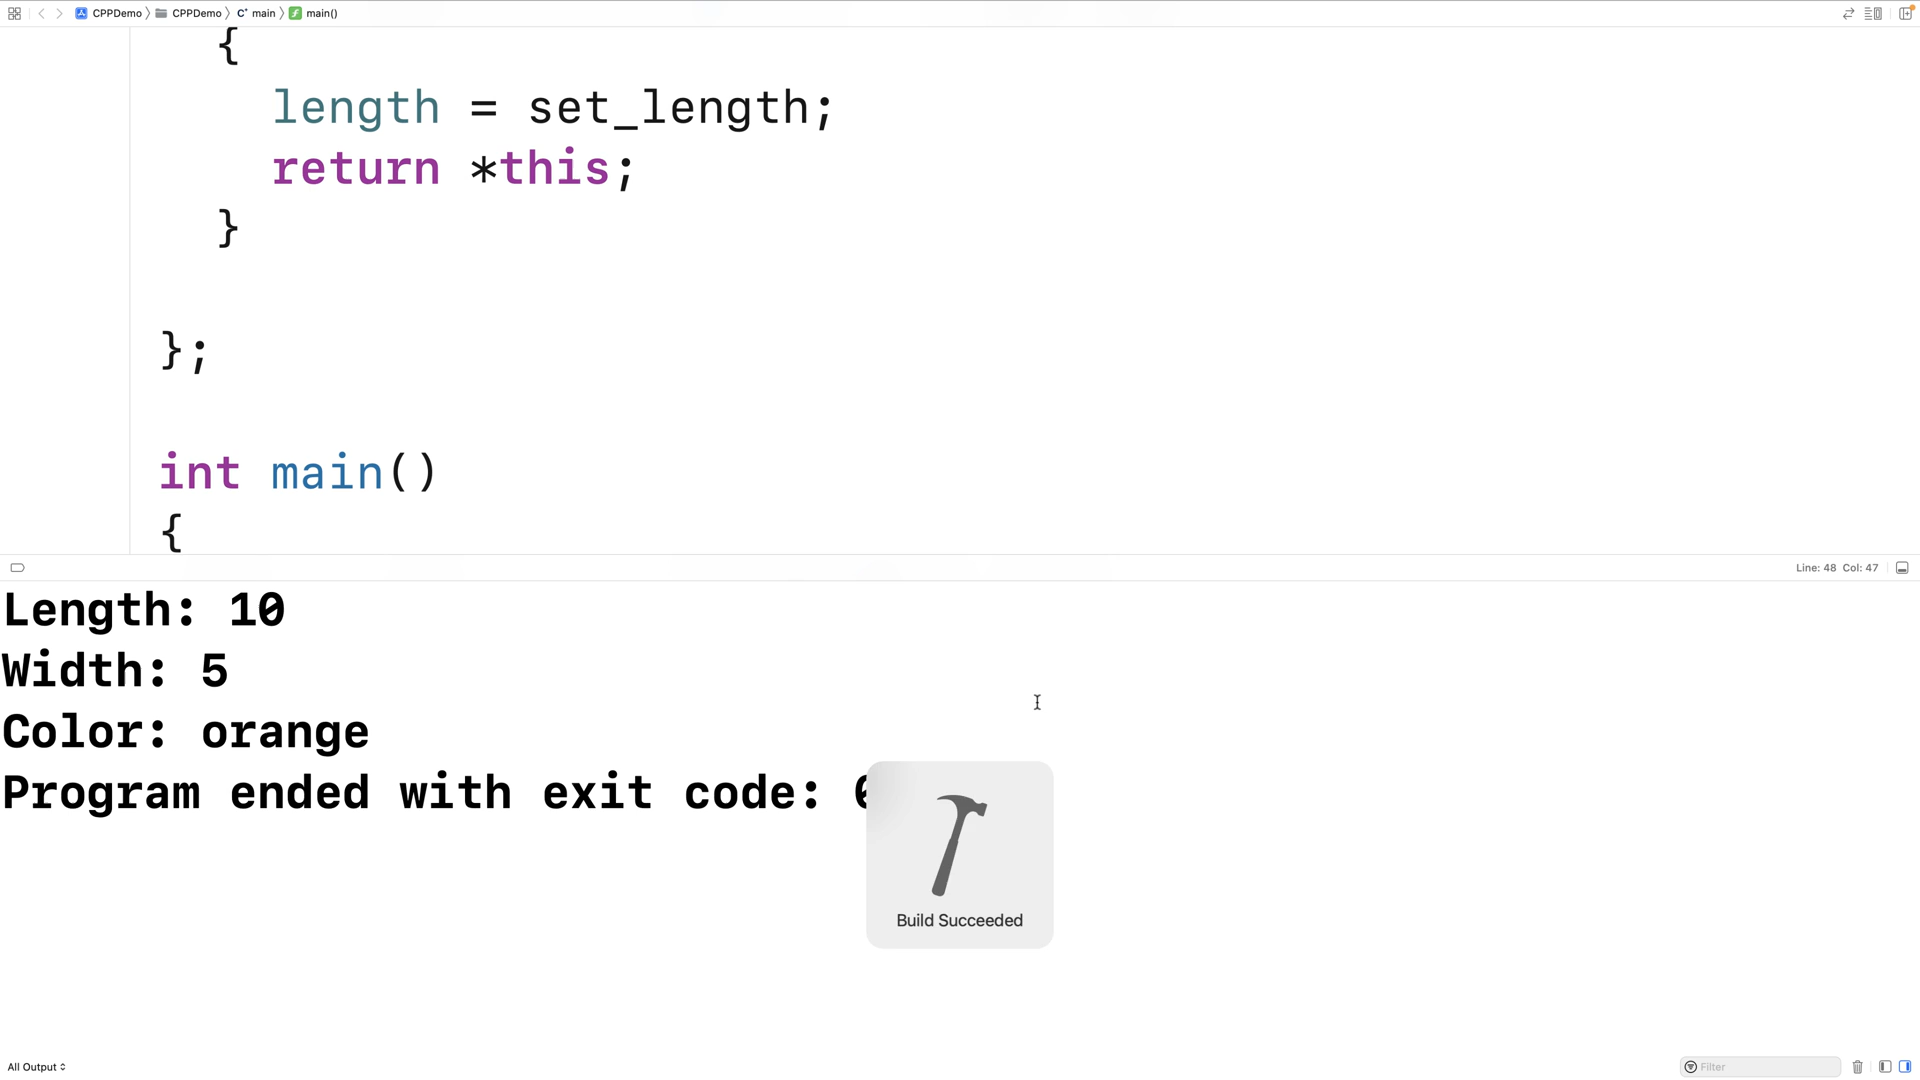 CPPDemo 〉 CPPDemo 〉 C⁺ main 〉 f main()
{
length = set_length;
return *this;
}
};
int main()
{
Line: 48 Col: 47
Length: 10
Width: 5
Color: orange
Program ended with exit code:
Build Succeeded
All Output
Filter